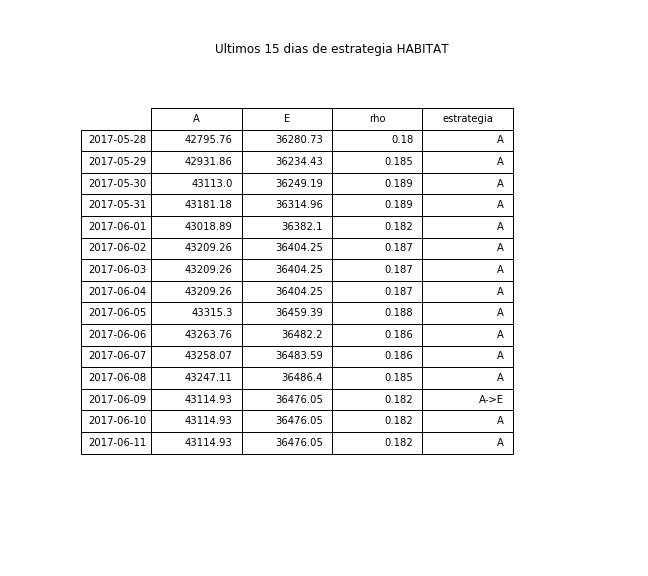 Ultimos 15 dias de estrategia HABITAT
A E rho estrategia
2017-05-28 42795.76 36280.73 0.18 A
2017-05-29 42931.86 36234.43 0.185 A
2017-05-30 43113.0 36249.19 0.189 A
2017-05-31 43181.18 36314.96 0.189 A
2017-06-01 43018.89 36382.1 0.182 A
2017-06-02 43209.26 36404.25 0.187 A
2017-06-03 43209.26 36404.25 0.187 A
2017-06-04 43209.26 36404.25 0.187 A
2017-06-05 43315.3 36459.39 0.188 A
2017-06-06 43263.76 36482.2 0.186 A
2017-06-07 43258.07 36483.59 0.186 A
2017-06-08 43247.11 36486.4 0.185 A
2017-06-09 43114.93 36476.05 0.182 A->E
2017-06-10 43114.93 36476.05 0.182 A
2017-06-11 43114.93 36476.05 0.182 A